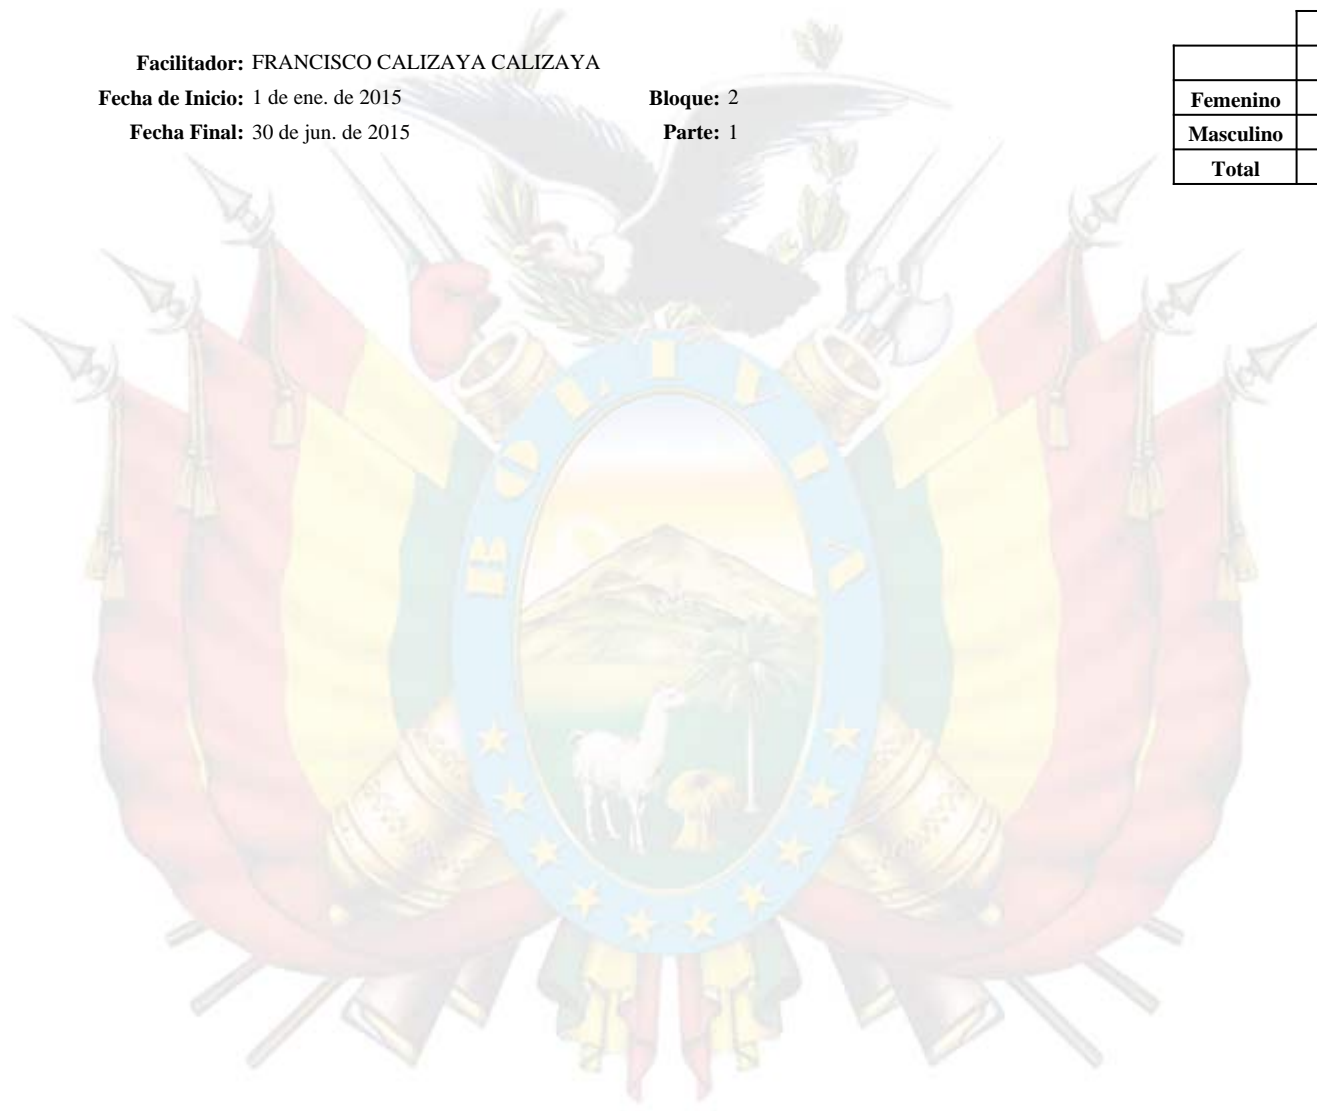 Facilitador: FRANCISCO CALIZAYA CALIZAYA
Fecha de Inicio: 1 de ene. de 2015 Bloque: 2
Fecha Final: 30 de jun. de 2015 Parte: 1
Femenino
Masculino
Total
BOLIVIA